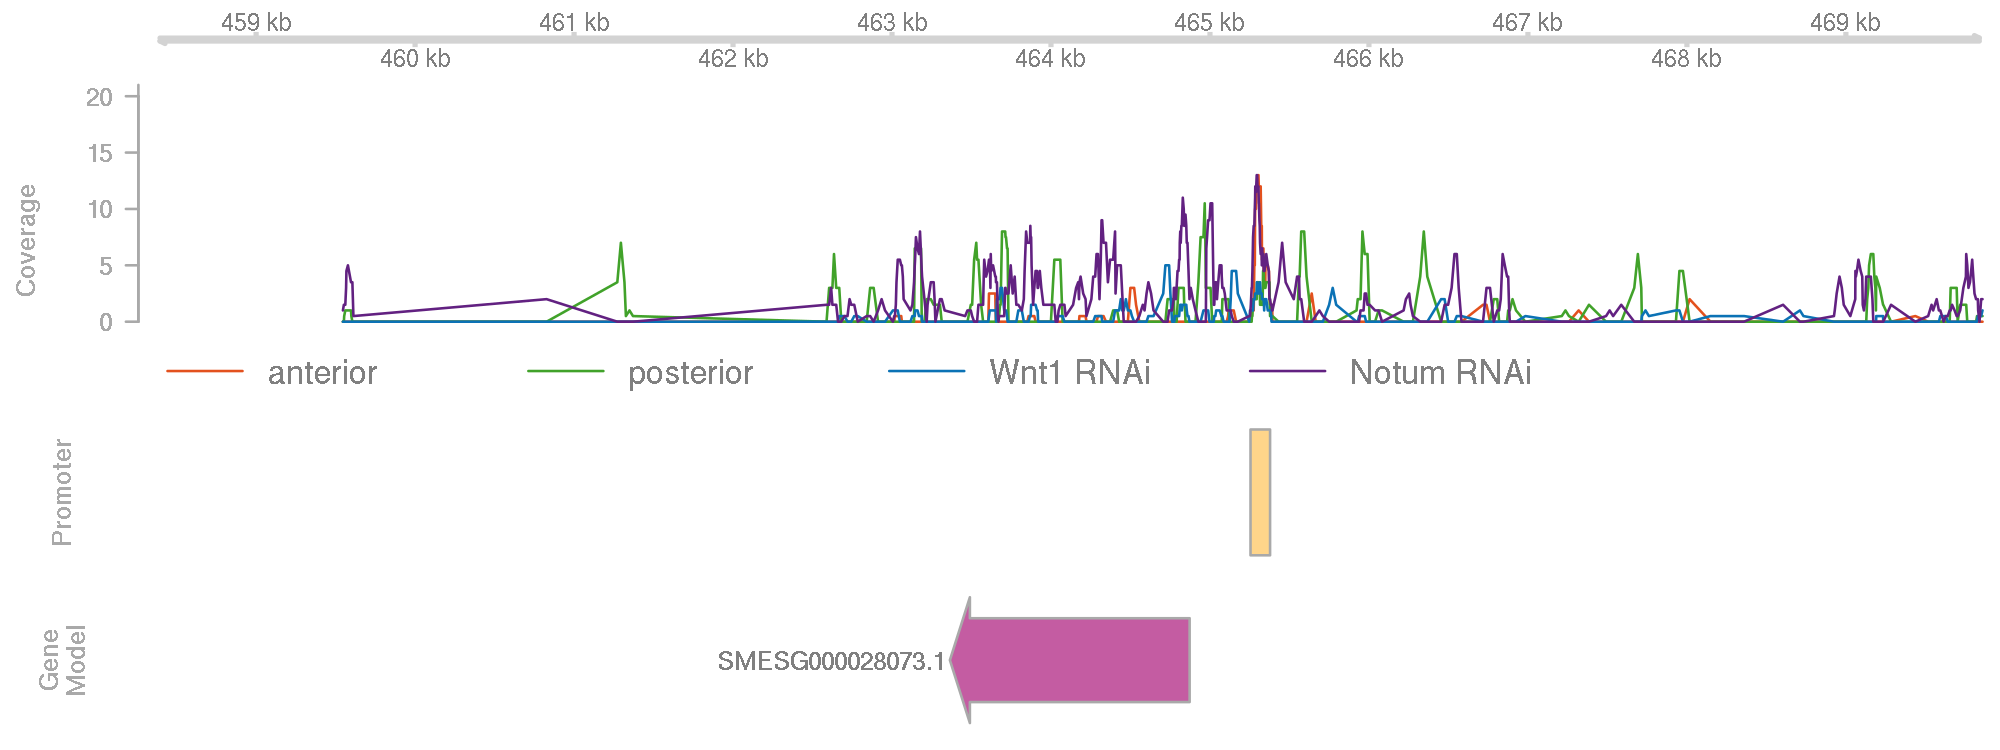 459 kb 461 kb 463 kb 465 kb 467 kb 469 kb
460 kb 462 kb 464 kb 466 kb 468 kb
20
15
10
5
0
Coverage
anterior posterior Wnt1 RNAi Notum RNAi
Promoter
Gene
Model
SMESG000028073.1